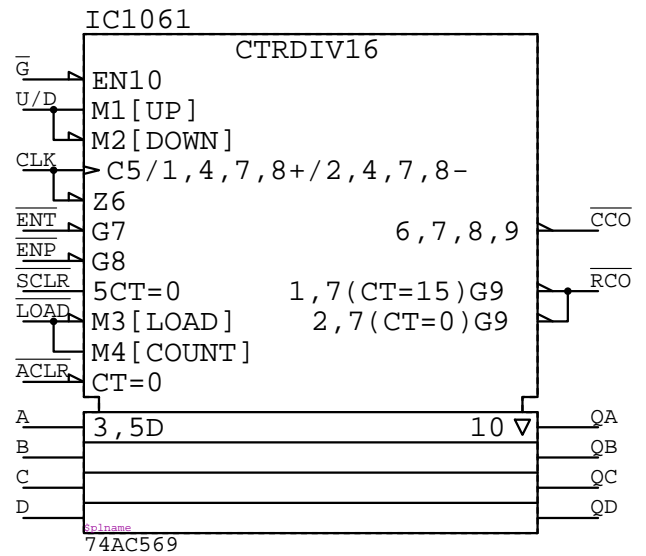 IC1061
CTRDIV16
G EN10
U/D M1[UP]
M2[DOWN]
CLK C5/1,4,7,8+/2,4,7,8-
Z6
ENT G7 6,7,8,9 CCO
ENP G8
SCLR 5CT=0 1,7(CT=15)G9 RCO
LOAD M3[LOAD] 2,7(CT=0)G9
M4[COUNT]
ACLR CT=0
A 3,5D 10 ▽ QA
B QB
C QC
D QD
$plname
74AC569